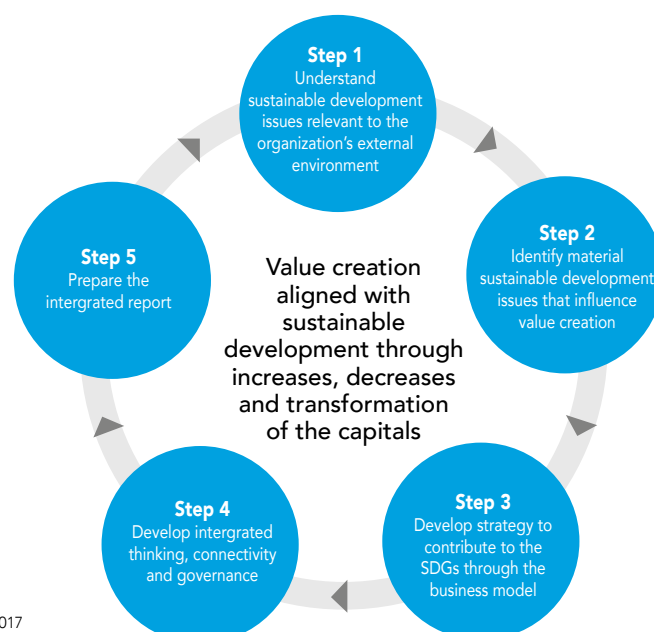 Step 1
Understand
sustainable development
issues relevant to the
organization's external
environment
Step 2
Identify material
sustainable development
issues that influence
value creation
Step 5
Prepare the
intergrated report
Value creation
aligned with
sustainable
development through
increases, decreases
and transformation
of the capitals
Step 4
Develop intergrated
thinking, connectivity
and governance
Step 3
Develop strategy to
contribute to the
SDGs through the
business model